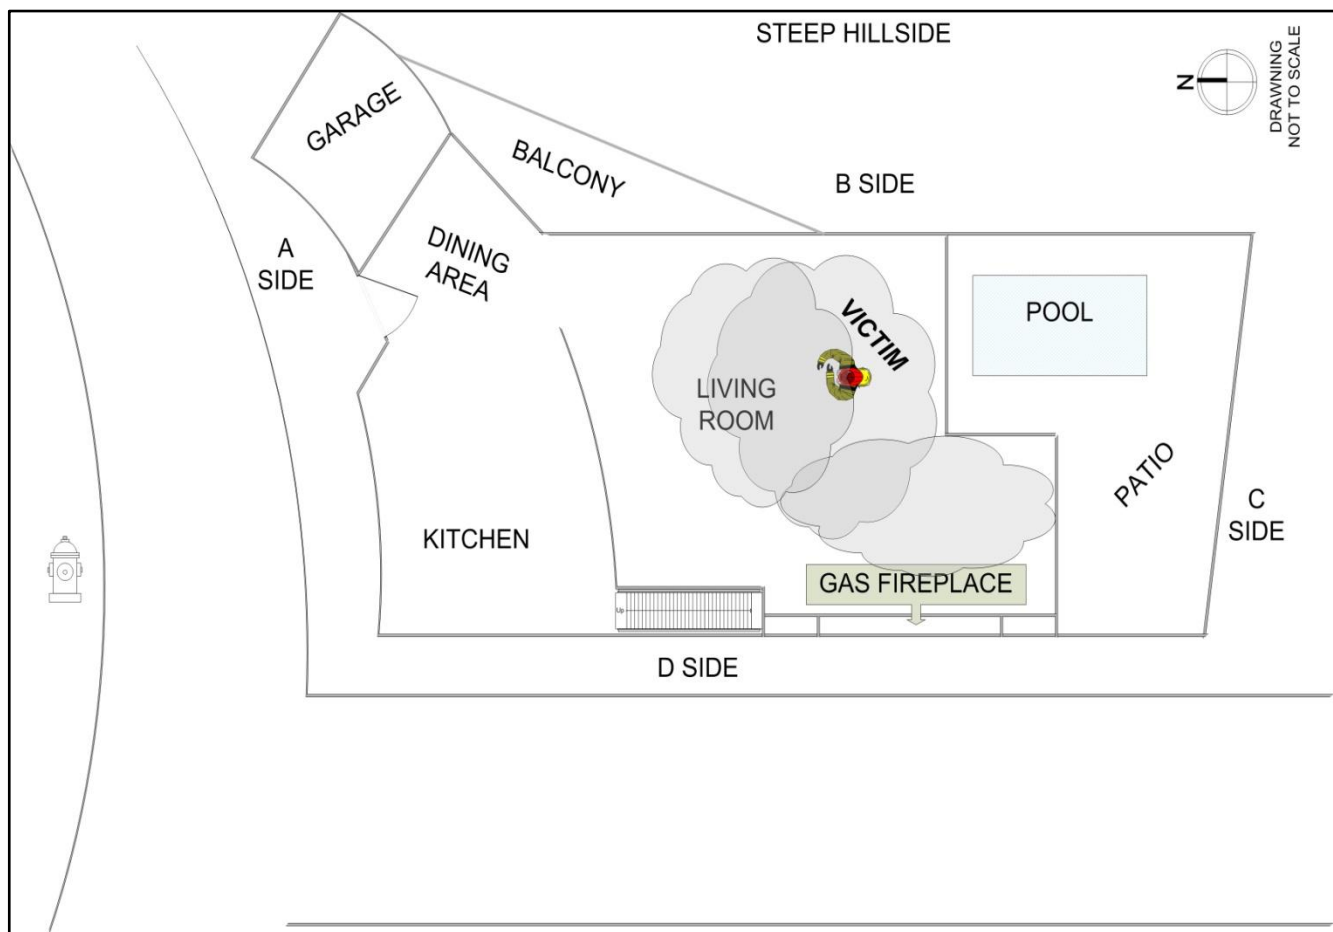 STEEP HILLSIDE
N
DRAWNING
NOT TO SCALE
GARAGE
BALCONY
B SIDE
A
SIDE
DINING
AREA
POOL
VICTIM
LIVING
ROOM
PATIO
C
SIDE
KITCHEN
GAS FIREPLACE
Up
D SIDE